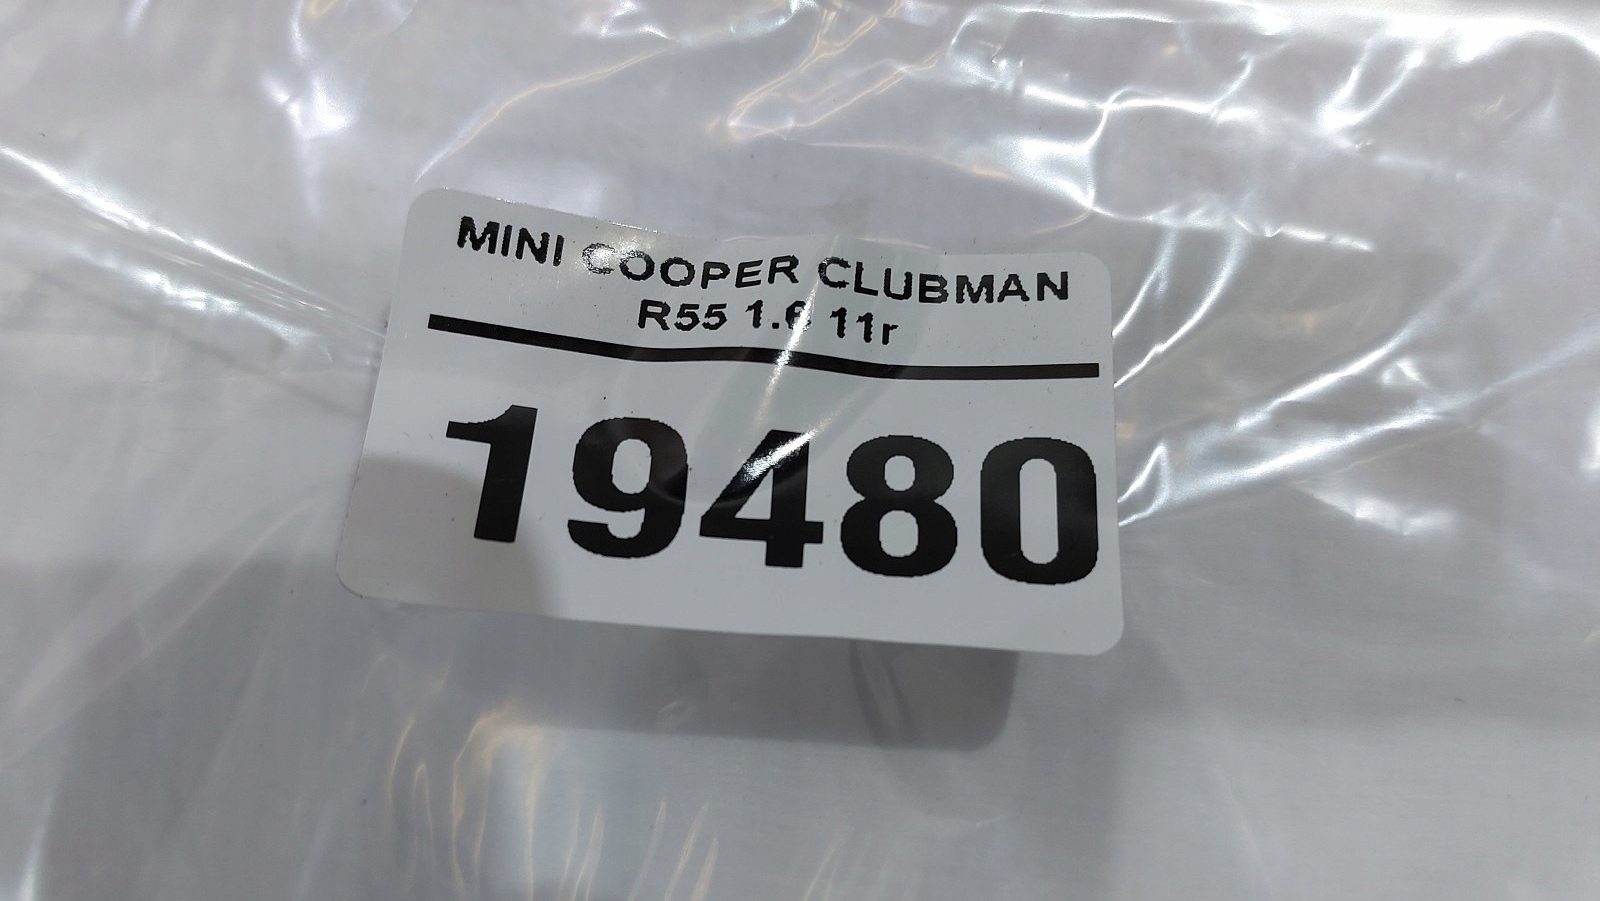 MINI COOPER CLUBMAN
R55 1.6 11r
19480